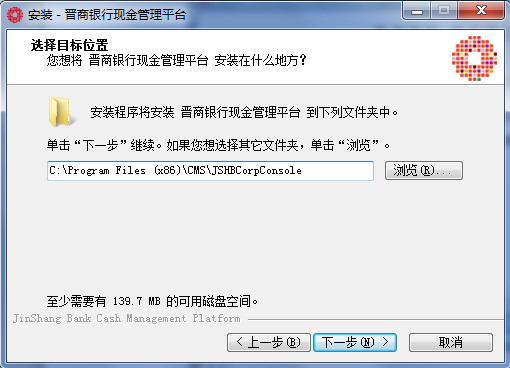 安装 - 晋商银行现金管理平台
选择目标位置
您想将 晋商银行现金管理平台 安装在什么地方？
安装程序将安装 晋商银行现金管理平台 到下列文件夹中。
单击“下一步”继续。如果您想选择其它文件夹，单击“浏览”。
C:\Program Files (x86)\CMS\JSHBCorpConsole
浏览(R)...
至少需要有 139.7 MB 的可用磁盘空间。
JinShang Bank Cash Management Platform
< 上一步(B)
下一步(N) >
取消